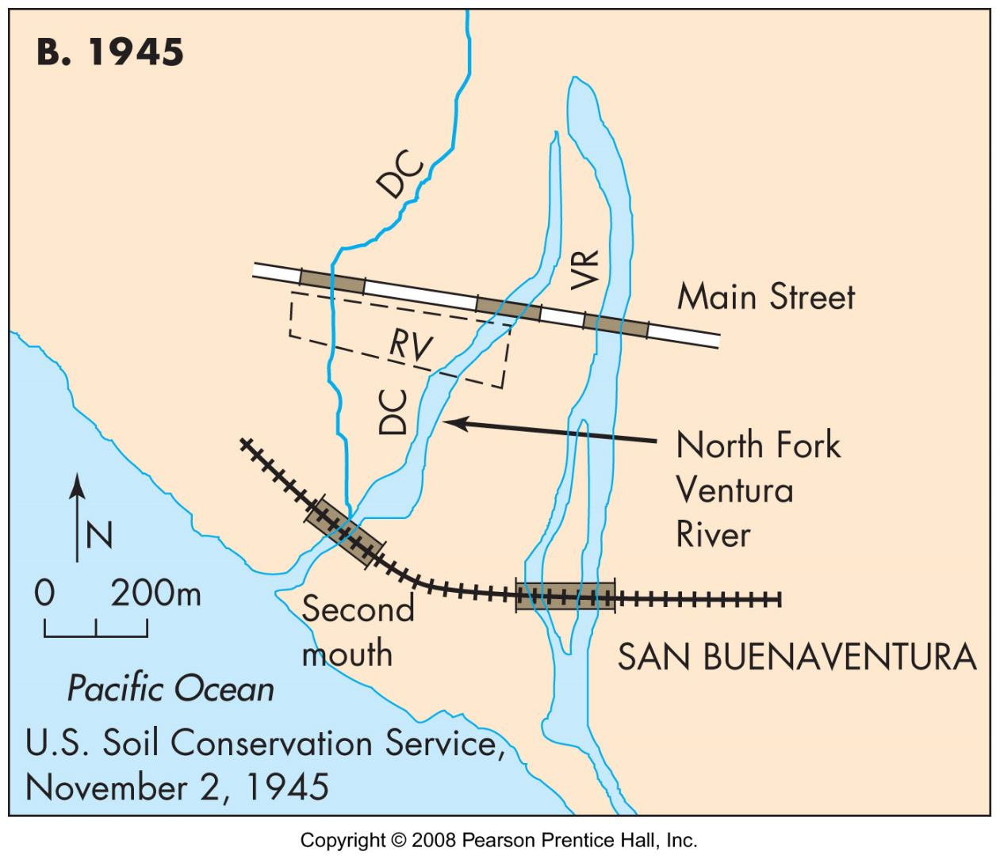 B. 1945
DC
VR
Main Street
RV
DC
North Fork
Ventura
River
N
0 200m
Second
mouth
SAN BUENAVENTURA
Pacific Ocean
U.S. Soil Conservation Service,
November 2, 1945
Copyright © 2008 Pearson Prentice Hall, Inc.